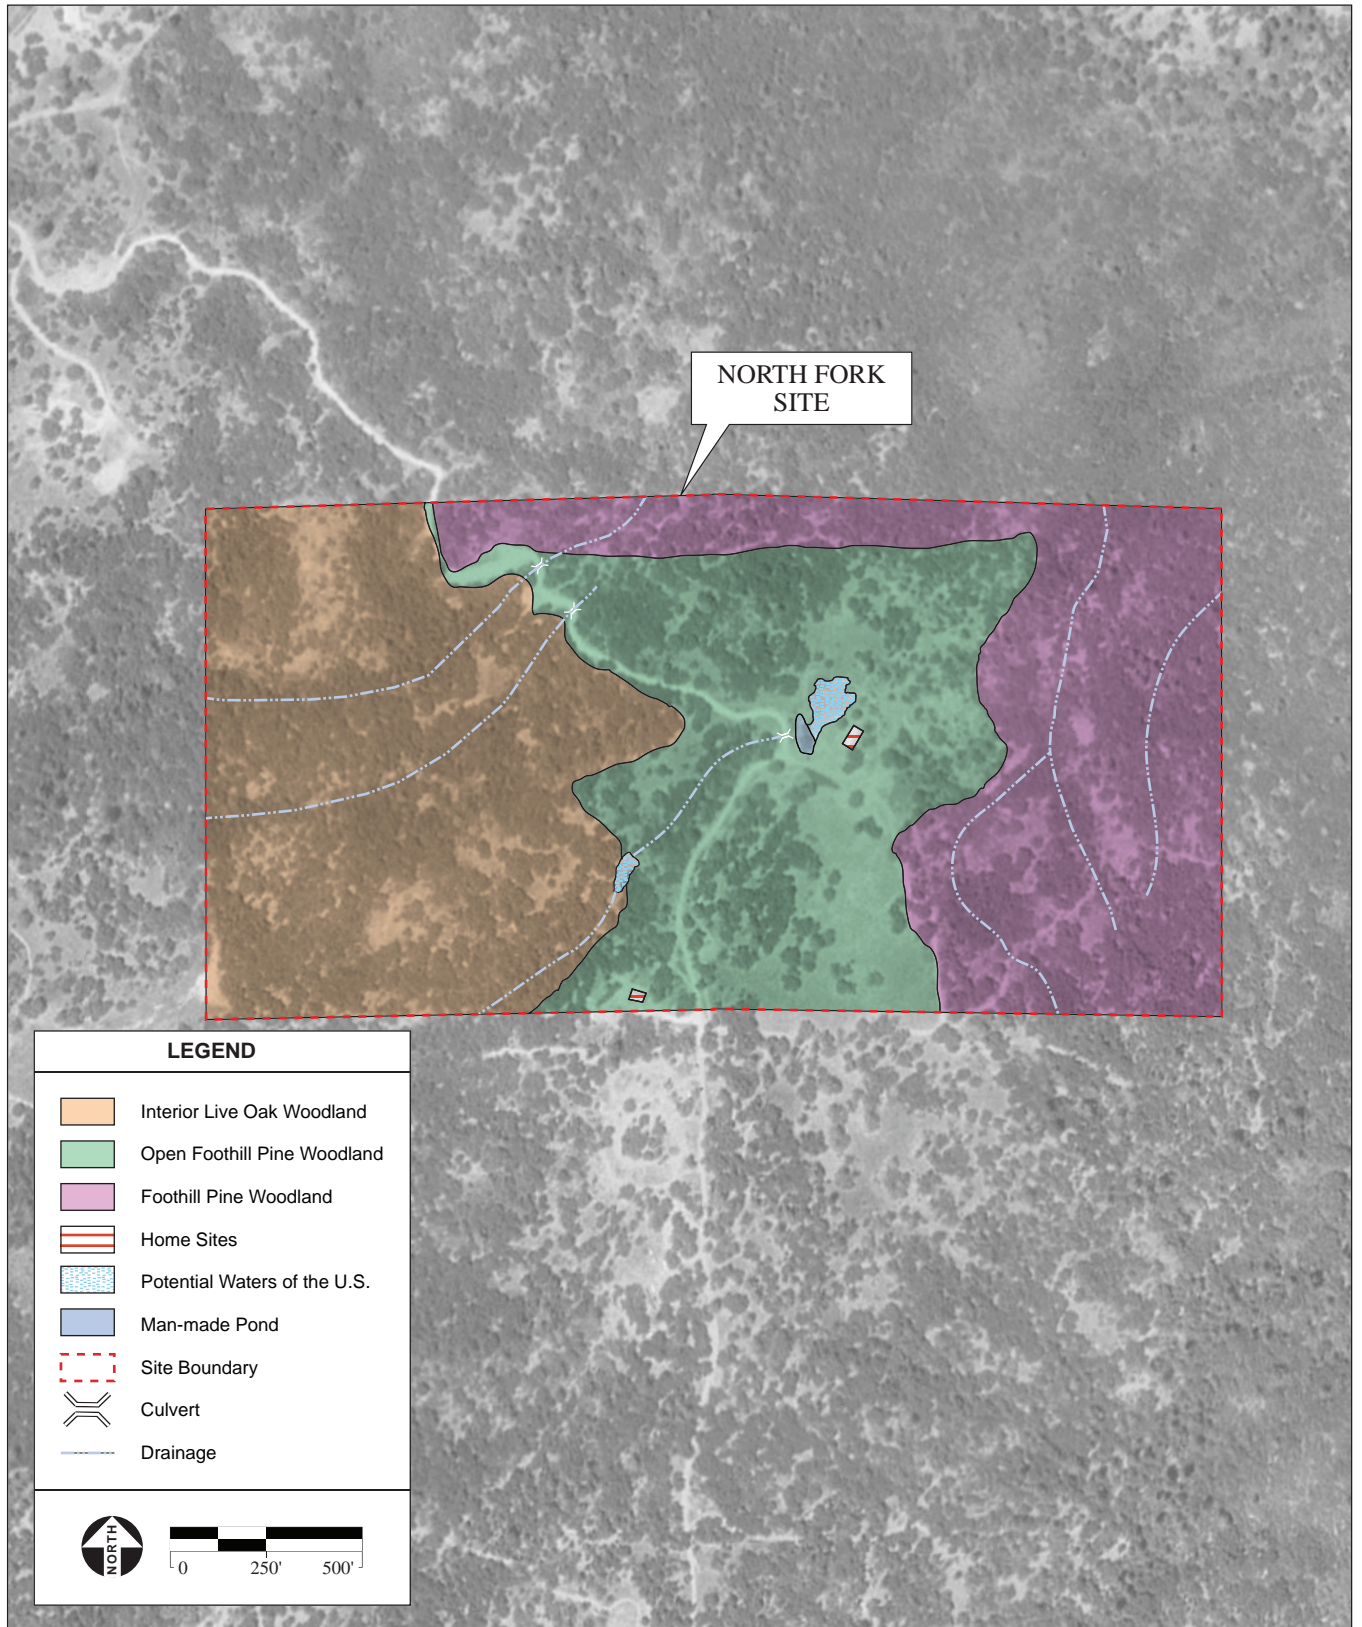 NORTH FORK
SITE
LEGEND
Interior Live Oak Woodland
Open Foothill Pine Woodland
Foothill Pine Woodland
Home Sites
Potential Waters of the U.S.
Man-made Pond
Site Boundary
Culvert
Drainage
NORTH
0 250' 500'